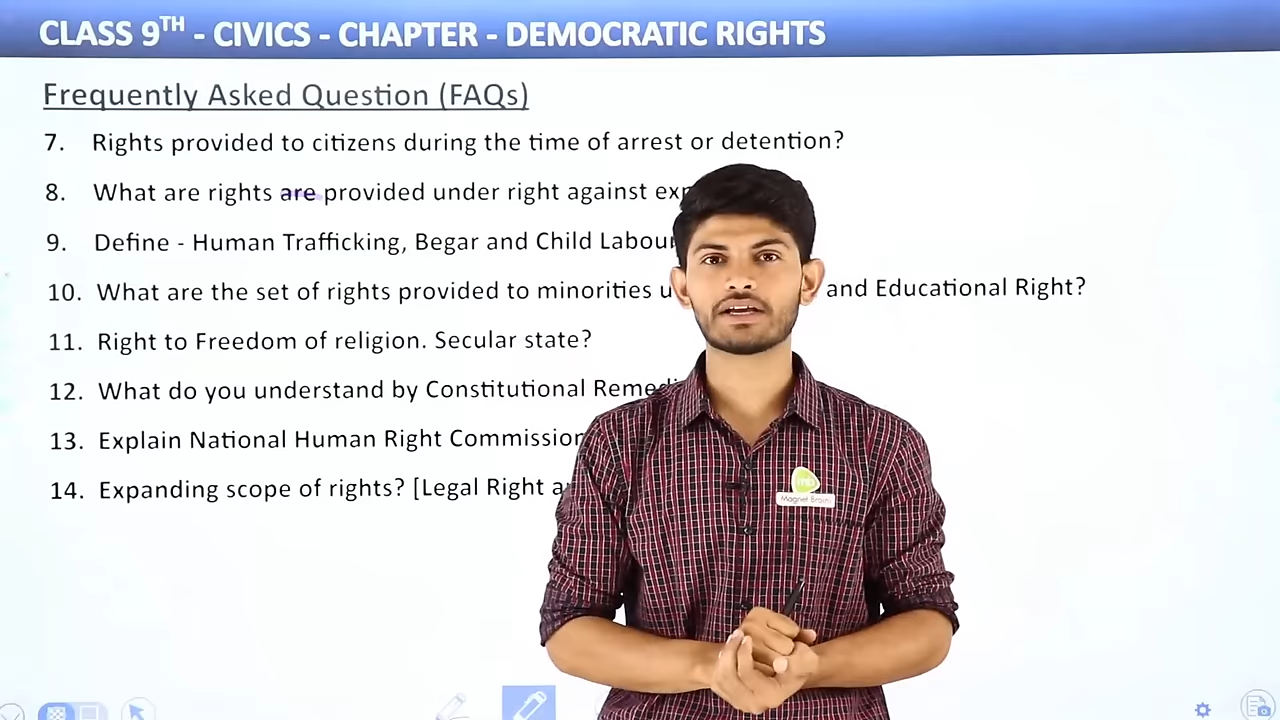 CLASS 9TH - CIVICS - CHAPTER - DEMOCRATIC RIGHTS
Frequently Asked Question (FAQs)
7. Rights provided to citizens during the time of arrest or detention?
8. What are rights are provided under right against
9. Define - Human Trafficking, Begar and Child Labour
10. What are the set of rights provided to minorities and Educational Right?
11. Right to Freedom of religion. Secular state?
12. What do you understand by Constitutional
13. Explain National Human Right Commission
14. Expanding scope of rights? [Legal Right
mb
Magnet Brains